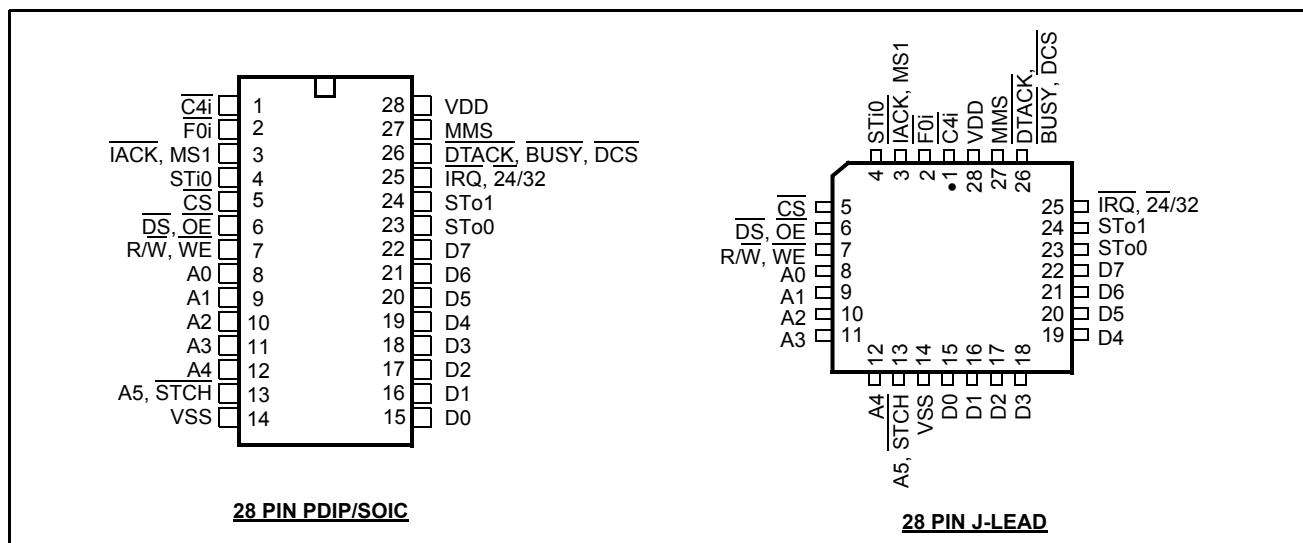 C4i 1 28 VDD
F0i 2 27 MMS
IACK, MS1 3 26 DTACK, BUSY, DCS
STi0 4 25 IRQ, 24/32
CS 5 24 STo1
DS, OE 6 23 STo0
R/W, WE 7 22 D7
A0 8 21 D6
A1 9 20 D5
A2 10 19 D4
A3 11 18 D3
A4 12 17 D2
A5, STCH 13 16 D1
VSS 14 15 D0
28 PIN PDIP/SOIC
STi0
IACK, MS1
F0i
C4i
VDD
MMS
DTACK,
BUSY, DCS
4 3 2 1 28 27 26
CS 5 25 IRQ, 24/32
DS, OE 6 24 STo1
R/W, WE 7 23 STo0
A0 8 22 D7
A1 9 21 D6
A2 10 20 D5
A3 11 19 D4
12 13 14 15 16 17 18
A4
A5, STCH
VSS
D0
D1
D2
D3
28 PIN J-LEAD